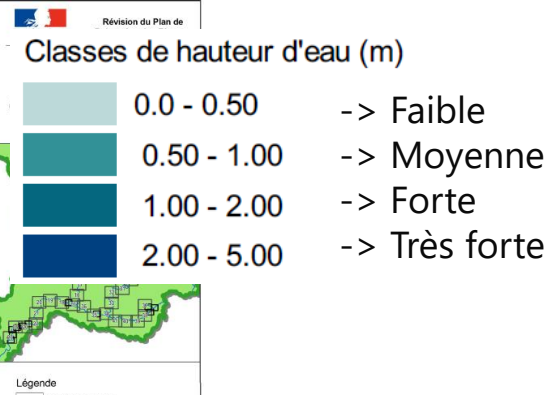 Révision du Plan de
Classes de hauteur d'eau (m)
0.0 - 0.50 -> Faible
0.50 - 1.00 -> Moyenne
1.00 - 2.00 -> Forte
2.00 - 5.00 -> Très forte
Légende